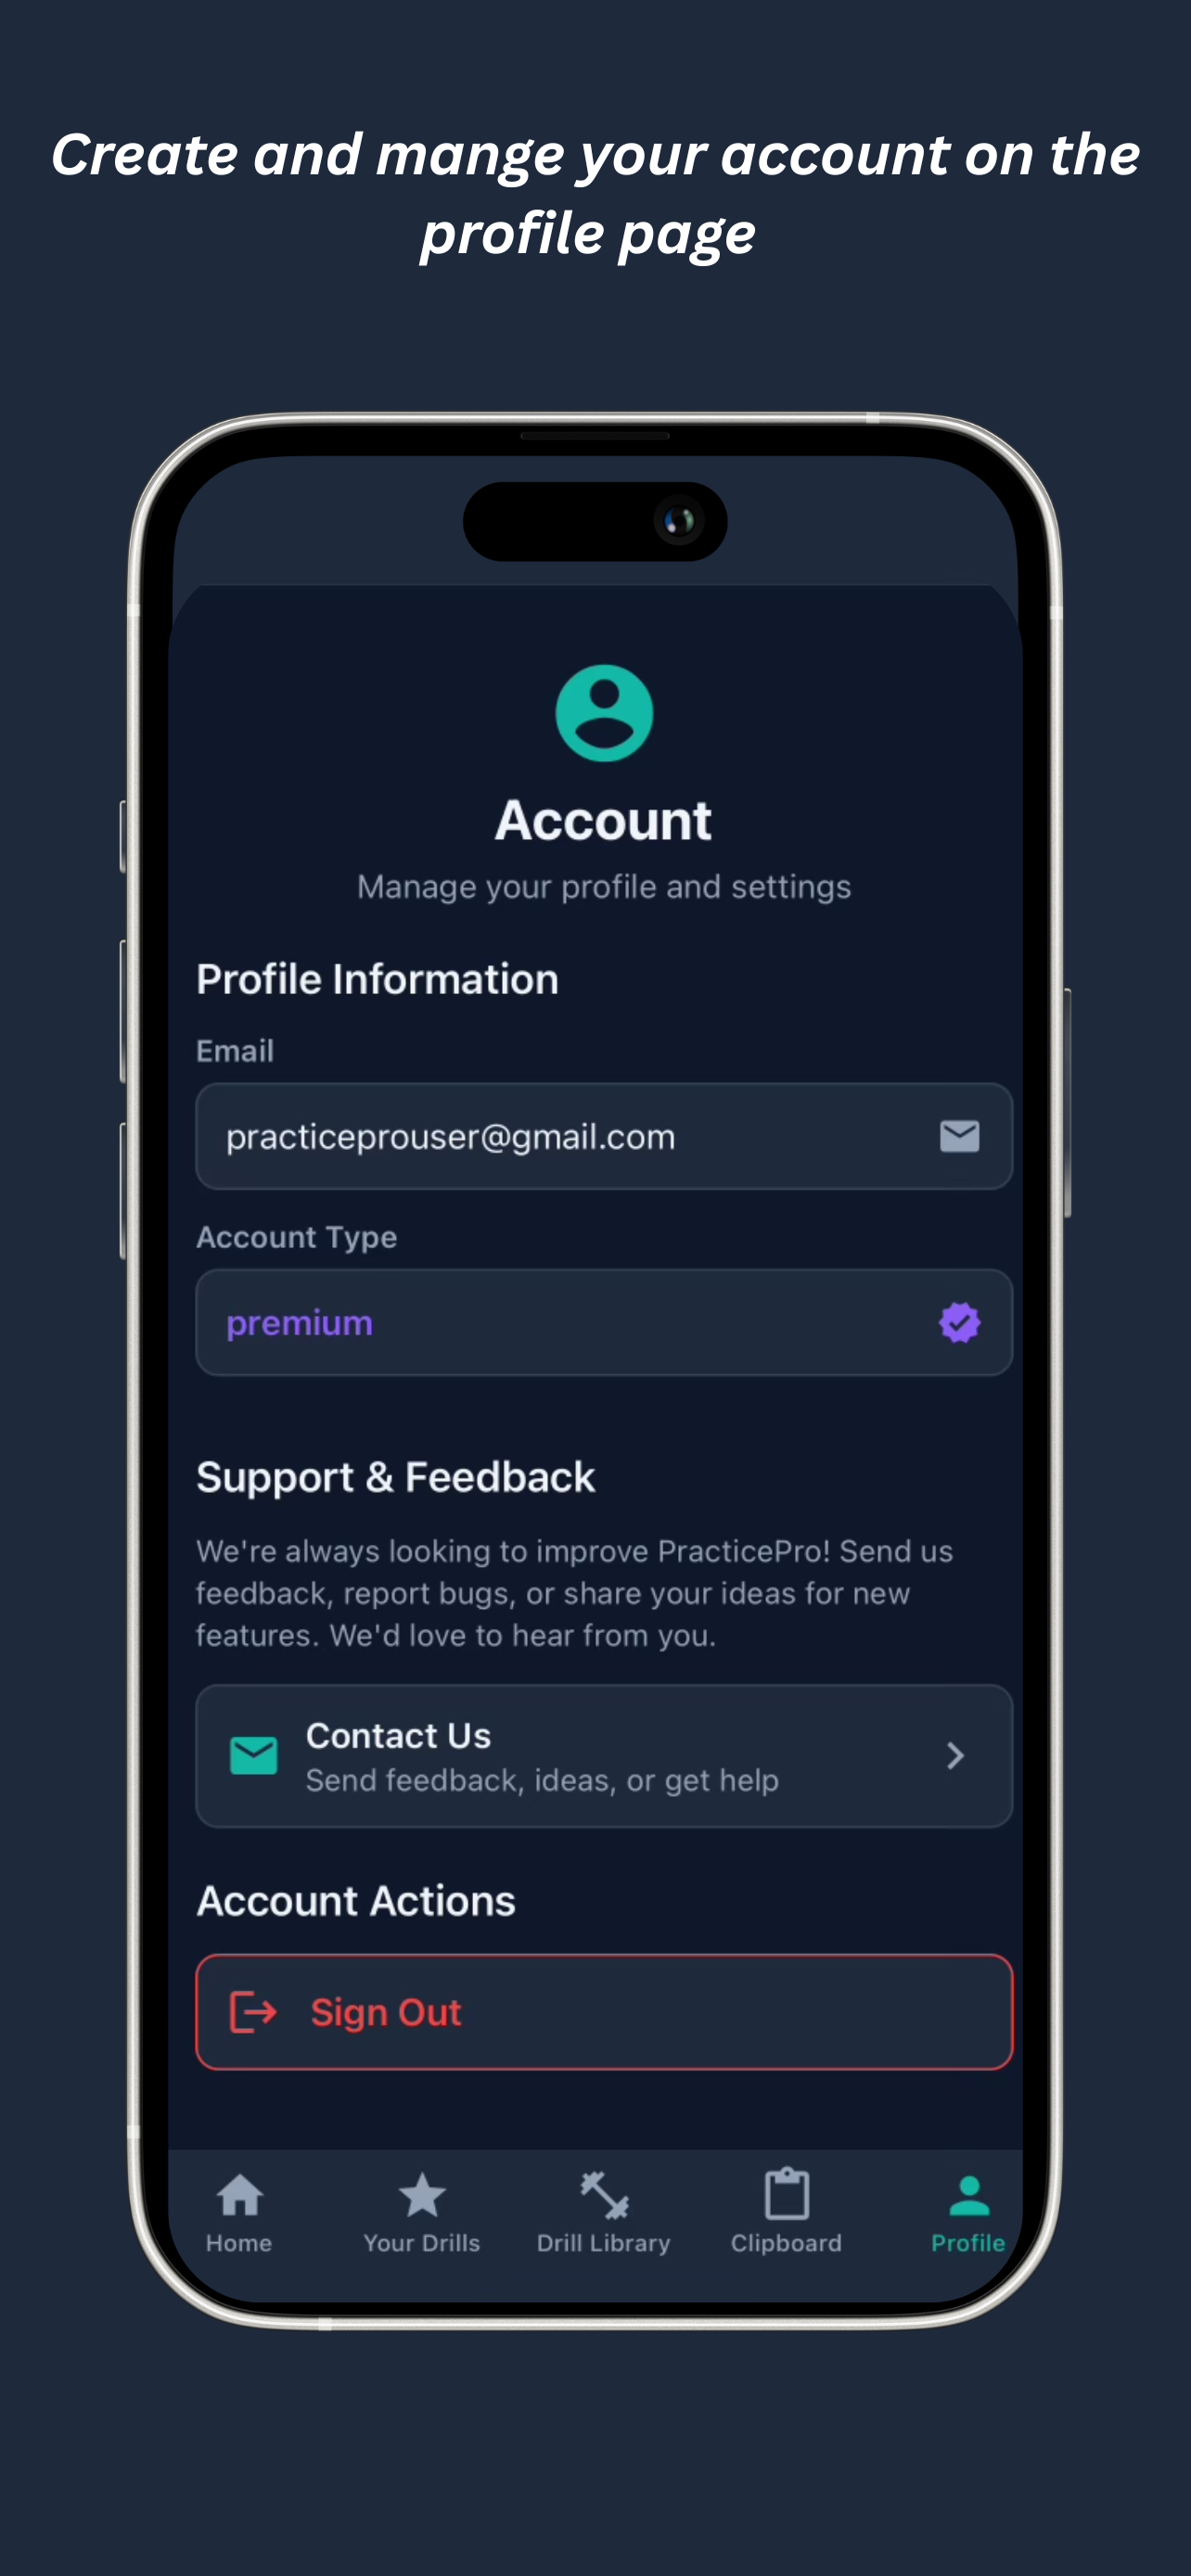 Create and mange your account on the
profile page
Account
Manage your profile and settings
Profile Information
Email
practiceprouser@gmail.com
Account Type
premium
Support & Feedback
We're always looking to improve PracticePro! Send us
feedback, report bugs, or share your ideas for new
features. We'd love to hear from you.
Contact Us
Send feedback, ideas, or get help
Account Actions
Sign Out
Home
Your Drills
Drill Library
Clipboard
Profile